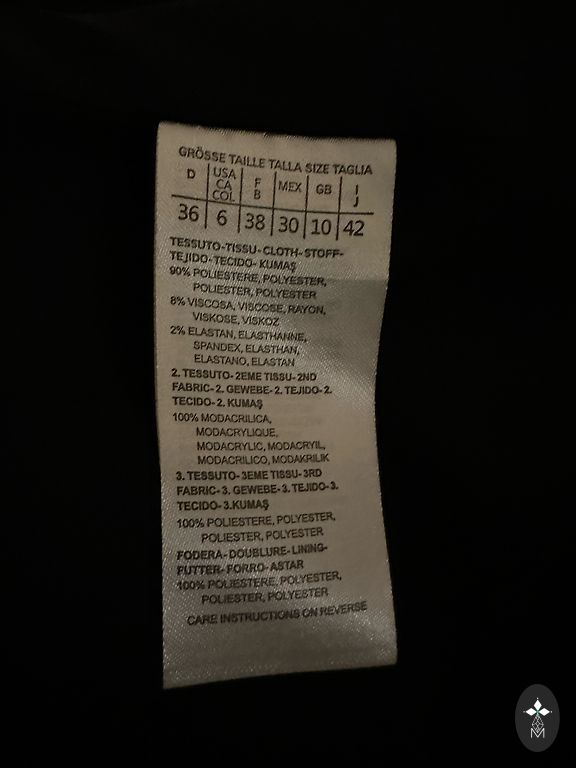 GRÖSSE TAILLE TALLA SIZE TAGLIA
D USA CA COL F B MEX GB I J
36 6 38 30 10 42
TESSUTO-TISSU-CLOTH-STOFF-
TEJIDO-TECIDO-KUMAŞ
90% POLIESTERE, POLYESTER,
POLIESTER, POLYESTER
8% VISCOSA, VISCOSE, RAYON,
VISKOSE, VİSKOZ
2% ELASTAN, ELASTHANNE,
SPANDEX, ELASTHAN,
ELASTANO, ELASTAN
2. TESSUTO-2EME TISSU-2ND
FABRIC-2. GEWEBE-2. TEJIDO-2.
TECIDO-2. KUMAŞ
100% MODACRILICA,
MODACRYLIQUE,
MODACRYLIC, MODACRYIL,
MODACRILICO, MODAKRILIK
3. TESSUTO-3EME TISSU-3RD
FABRIC-3. GEWEBE-3. TEJIDO-3.
TECIDO-3.KUMAŞ
100% POLIESTERE, POLYESTER,
POLIESTER, POLYESTER
FODERA-DOUBLURE-LINING-
FUTTER-FORRO-ASTAR
100% POLIESTERE, POLYESTER,
POLIESTER, POLYESTER
CARE INSTRUCTIONS ON REVERSE
M